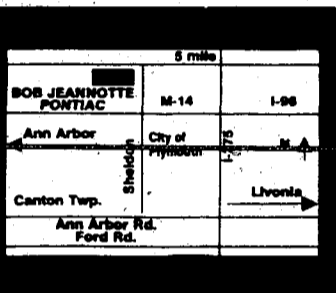 5 mile
BOB JEANNOTTE
PONTIAC
M-14
I-96
Ann Arbor
City of
Plymouth
Sheldon
I-275
N
Canton Twp.
Livonia
Ann Arbor Rd.
Ford Rd.